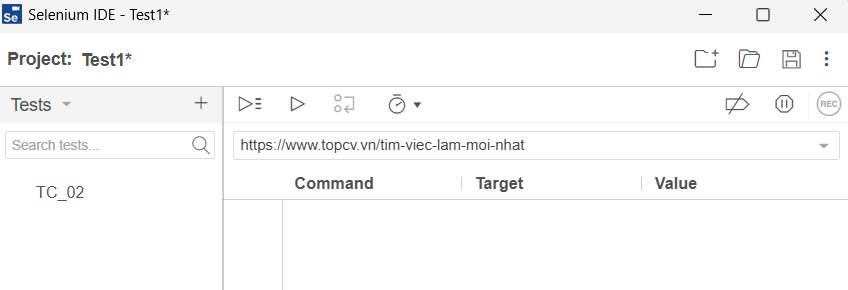 Se Selenium IDE - Test1*
Project: Test1*
Tests
Search tests...
TC_02
REC
https://www.topcv.vn/tim-viec-lam-moi-nhat
Command Target Value